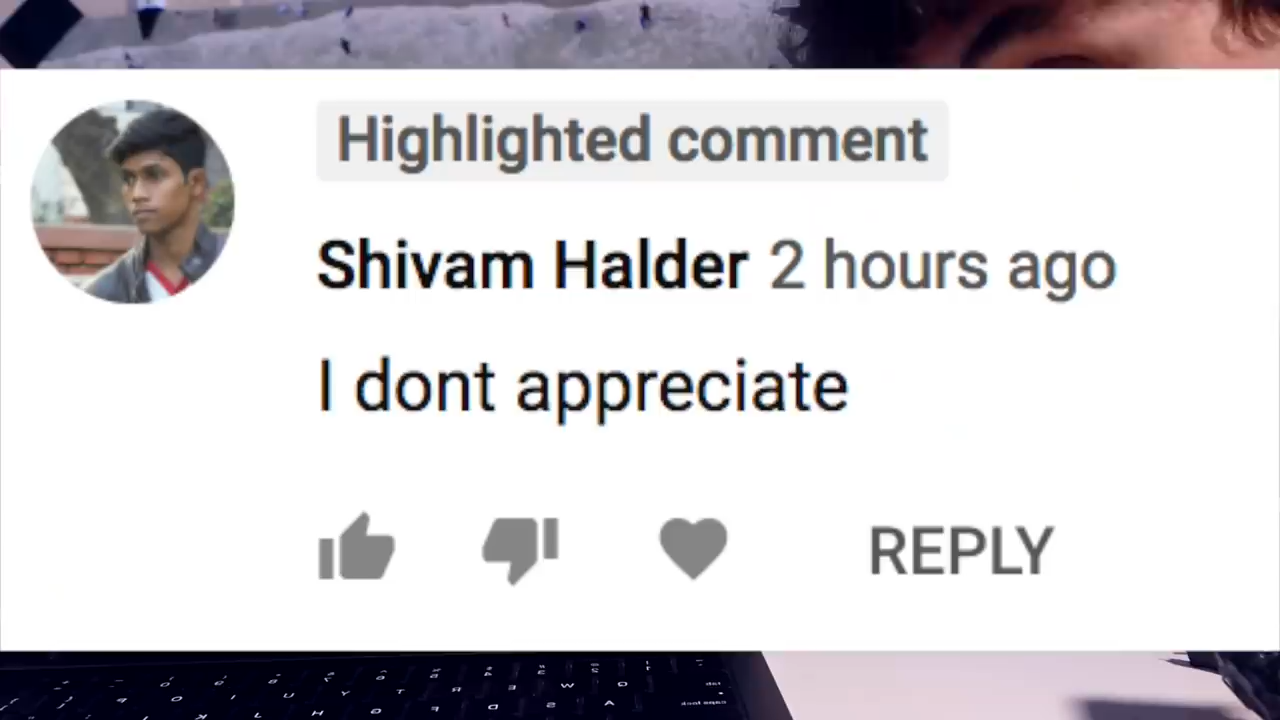 Highlighted comment
Shivam Halder 2 hours ago
I dont appreciate
REPLY